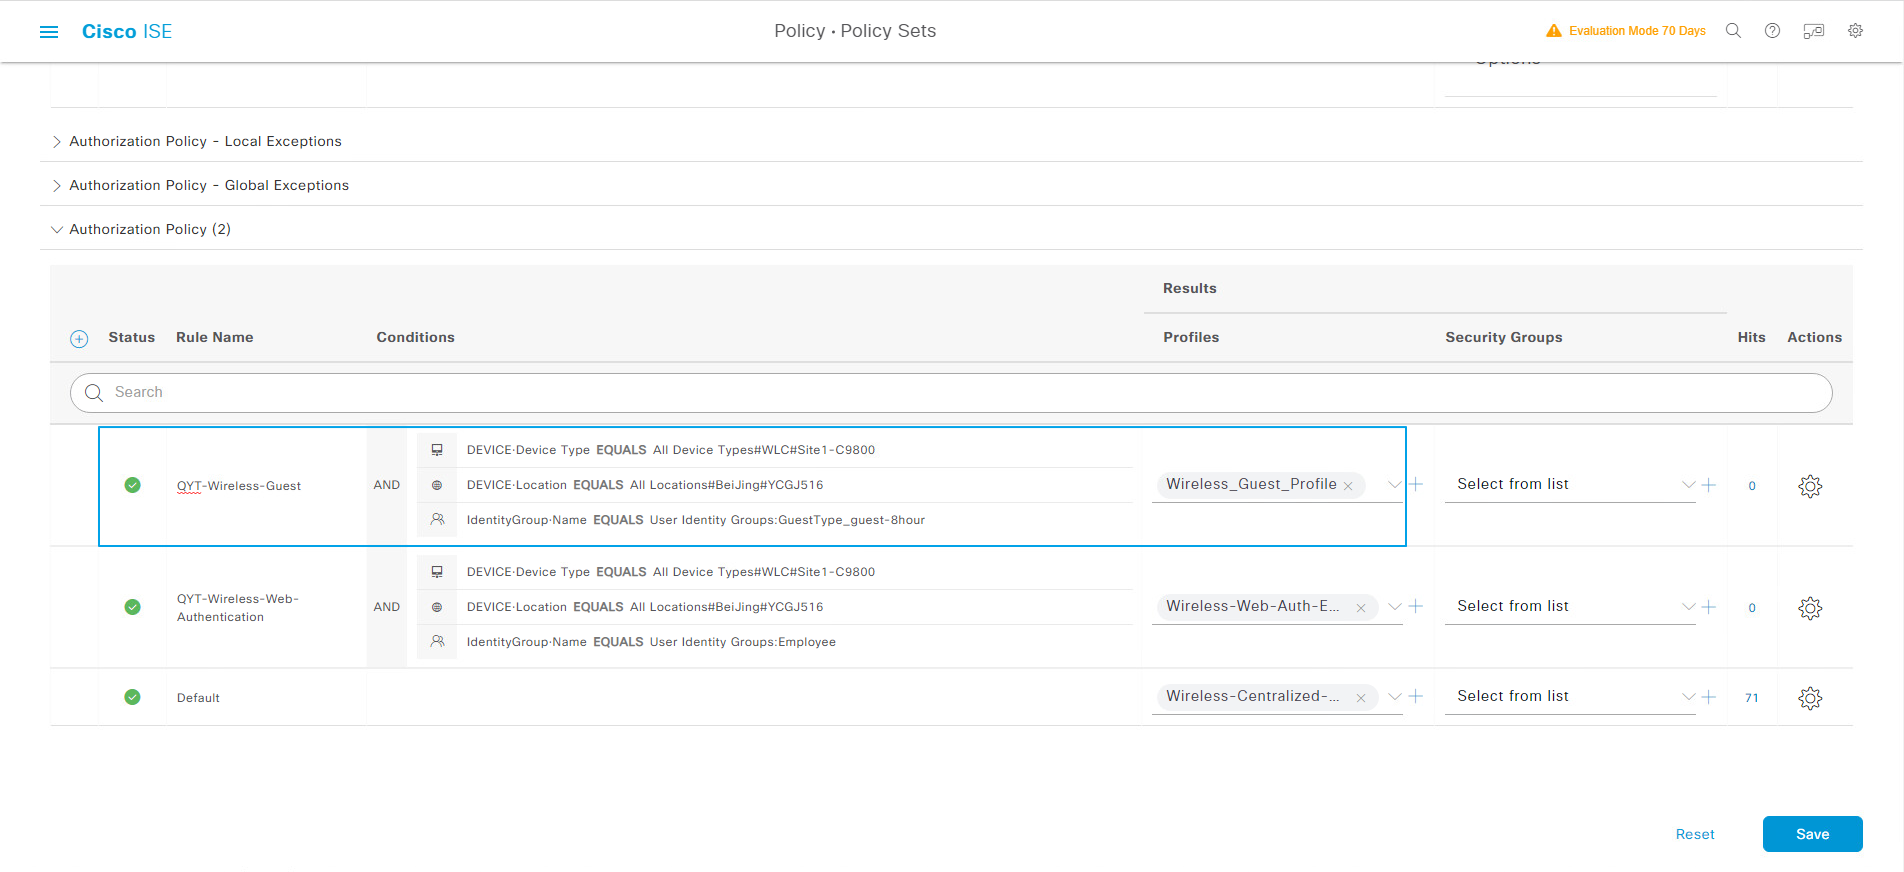 Cisco ISE
Policy · Policy Sets
Evaluation Mode 70 Days
Options
Authorization Policy - Local Exceptions
Authorization Policy - Global Exceptions
Authorization Policy (2)
Results
Status Rule Name Conditions Profiles Security Groups Hits Actions
Search
DEVICE·Device Type EQUALS All Device Types#WLC#Site1-C9800
QYT-Wireless-Guest AND DEVICE·Location EQUALS All Locations#BeiJing#YCGJ516 Wireless_Guest_Profile Select from list 0
IdentityGroup·Name EQUALS User Identity Groups:GuestType_guest-8hour
DEVICE·Device Type EQUALS All Device Types#WLC#Site1-C9800
QYT-Wireless-Web-
Authentication AND DEVICE·Location EQUALS All Locations#BeiJing#YCGJ516 Wireless-Web-Auth-E... Select from list 0
IdentityGroup·Name EQUALS User Identity Groups:Employee
Default Wireless-Centralized-... Select from list 71
Reset Save